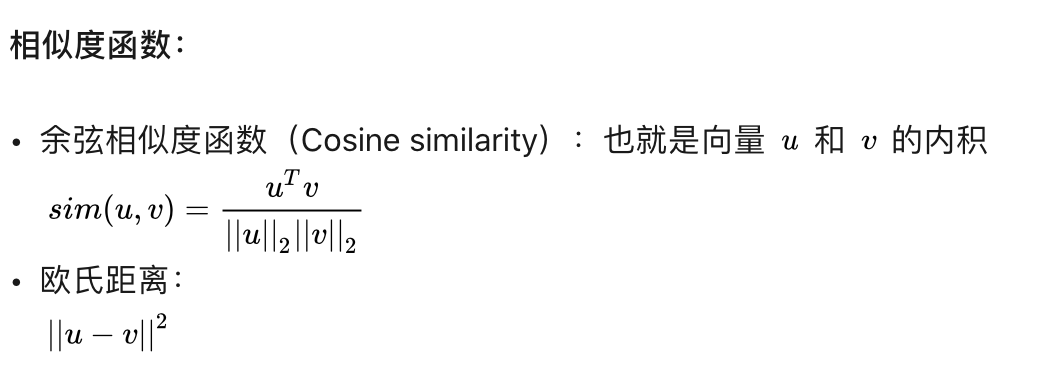 相似度函数：
• 余弦相似度函数（Cosine similarity）：也就是向量 u 和 v 的内积
sim(u, v) = \frac{u^T v}{||u||_2 ||v||_2}
• 欧氏距离：
||u − v||^2